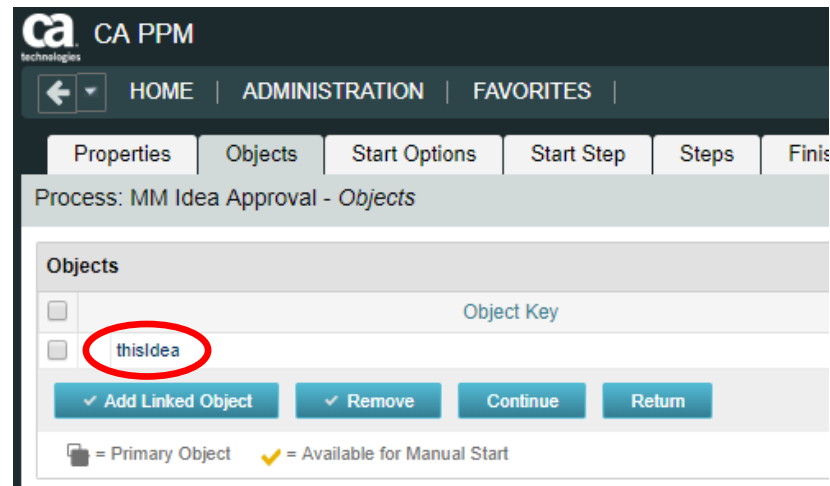 ca technologies CA PPM
HOME | ADMINISTRATION | FAVORITES |
Properties Objects Start Options Start Step Steps Finis
Process: MM Idea Approval - Objects
Objects
Object Key
thisIdea
Add Linked Object Remove Continue Return
= Primary Object = Available for Manual Start